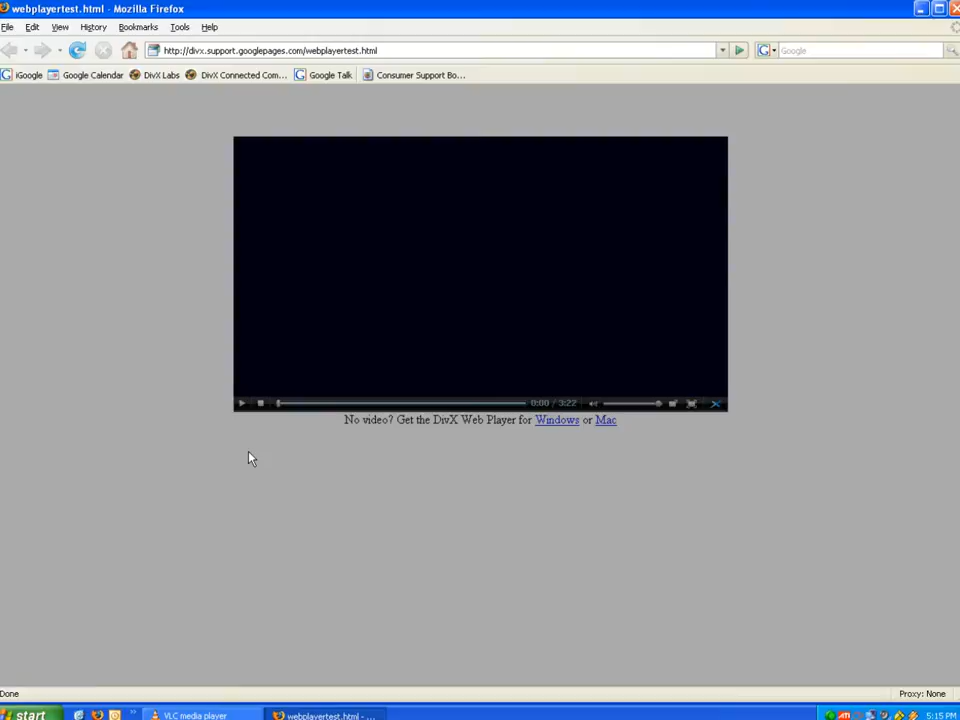 webplayertest.html - Mozilla Firefox
File Edit View History Bookmarks Tools Help
http://divx.support.googlepages.com/webplayertest.html
G Google
iGoogle Google Calendar DivX Labs DivX Connected Com... Google Talk Consumer Support Bo...
0:00 / 3:22
No video? Get the DivX Web Player for Windows or Mac
Done Proxy: None
start VLC media player webplayertest.html - ... ATI 5:15 PM